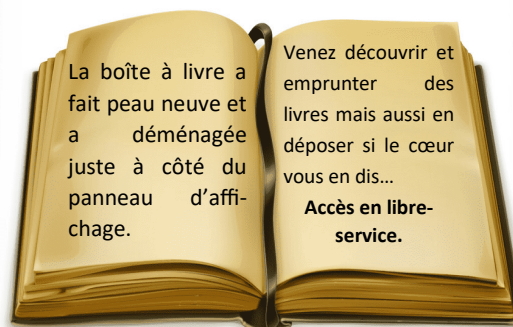 La boîte à livre a
fait peau neuve et
a déménagée
juste à côté du
panneau d'affi-
chage.
Venez découvrir et
emprunter des
livres mais aussi en
déposer si le cœur
vous en dis...
Accès en libre-
service.